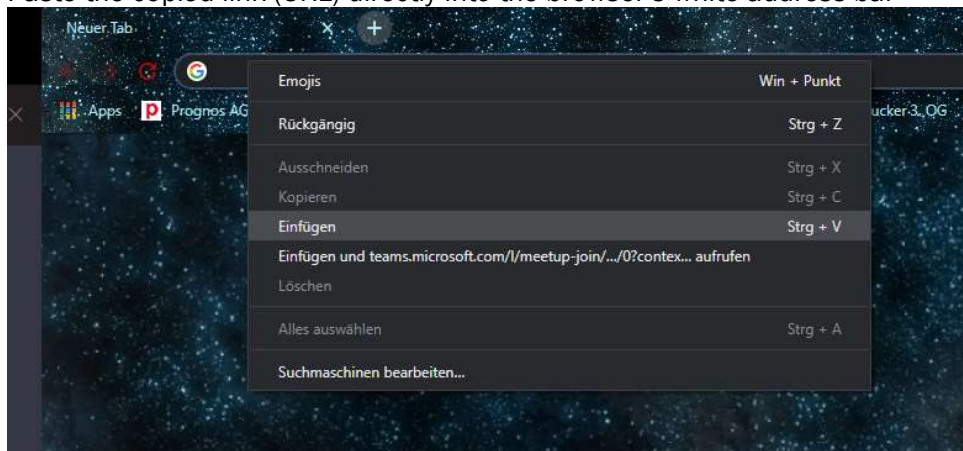 Paste the copied link (URL) directly into the browser's white address bar
Neuer Tab
Apps Prognos AG ucker 3. OG
Emojis Win + Punkt
Rückgängig Strg + Z
Ausschneiden Strg + X
Kopieren Strg + C
Einfügen Strg + V
Einfügen und teams.microsoft.com/l/meetup-join/.../0?contex... aufrufen
Löschen
Alles auswählen Strg + A
Suchmaschinen bearbeiten...